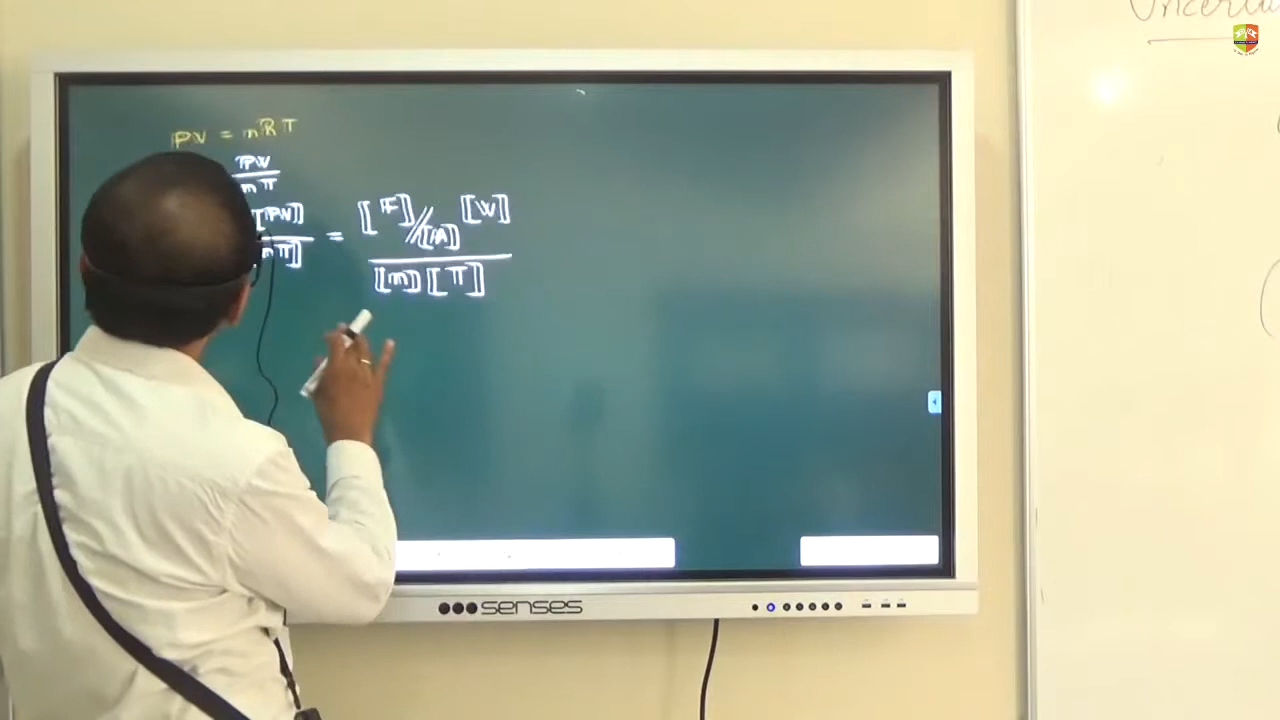 PV = nRT
PV
nT
[PV]
[nT] = [F]/[A] [V]
[n] [T]
senses